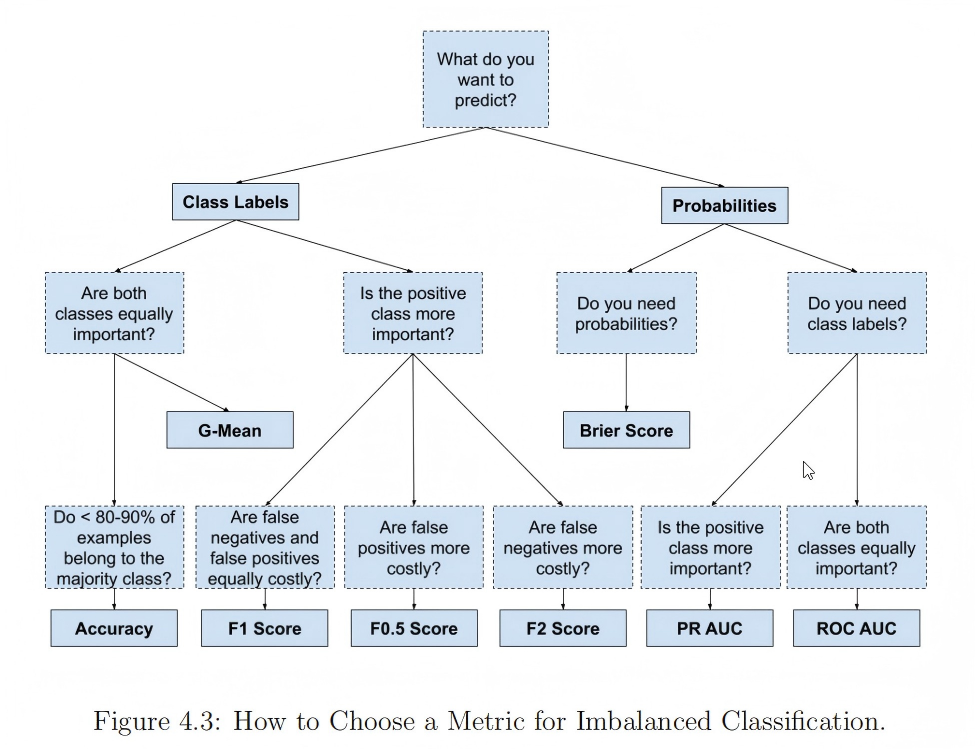 What do you
want to
predict?
Class Labels
Probabilities
Are both
classes equally
important?
Is the positive
class more
important?
Do you need
probabilities?
Do you need
class labels?
G-Mean
Brier Score
Do < 80-90% of
examples
belong to the
majority class?
Are false
negatives and
false positives
equally costly?
Are false
positives more
costly?
Are false
negatives more
costly?
Is the positive
class more
important?
Are both
classes equally
important?
Accuracy
F1 Score
F0.5 Score
F2 Score
PR AUC
ROC AUC
Figure 4.3: How to Choose a Metric for Imbalanced Classification.